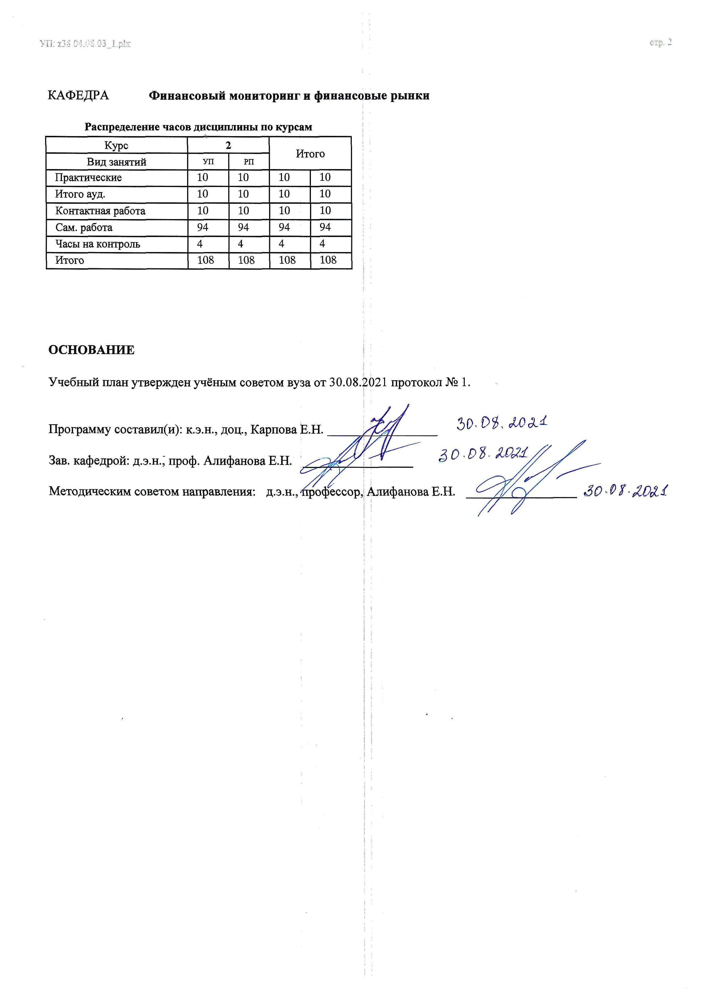 УП: z38.04.08.03_1.plx стр. 2
КАФЕДРА Финансовый мониторинг и финансовые рынки
Распределение часов дисциплины по курсам
Курс 2 Итого
Вид занятий УП РП
Практические 10 10 10 10
Итого ауд. 10 10 10 10
Контактная работа 10 10 10 10
Сам. работа 94 94 94 94
Часы на контроль 4 4 4 4
Итого 108 108 108 108
ОСНОВАНИЕ
Учебный план утвержден учёным советом вуза от 30.08.2021 протокол № 1.
Программу составил(и): к.э.н., доц., Карпова Е.Н. 30.08.2021
Зав. кафедрой: д.э.н., проф. Алифанова Е.Н. 30.08.2021
Методическим советом направления: д.э.н., профессор, Алифанова Е.Н. 30.08.2021